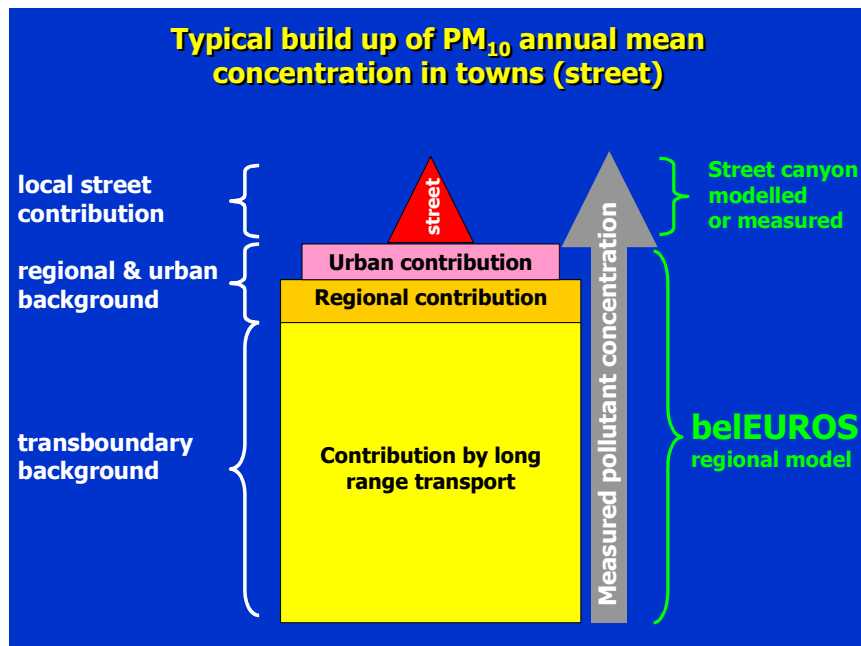 Typical build up of PM10 annual mean
concentration in towns (street)
local street
contribution
regional & urban
background
transboundary
background
street
Urban contribution
Regional contribution
Contribution by long
range transport
Measured pollutant concentration
Street canyon
modelled
or measured
belEUROS
regional model